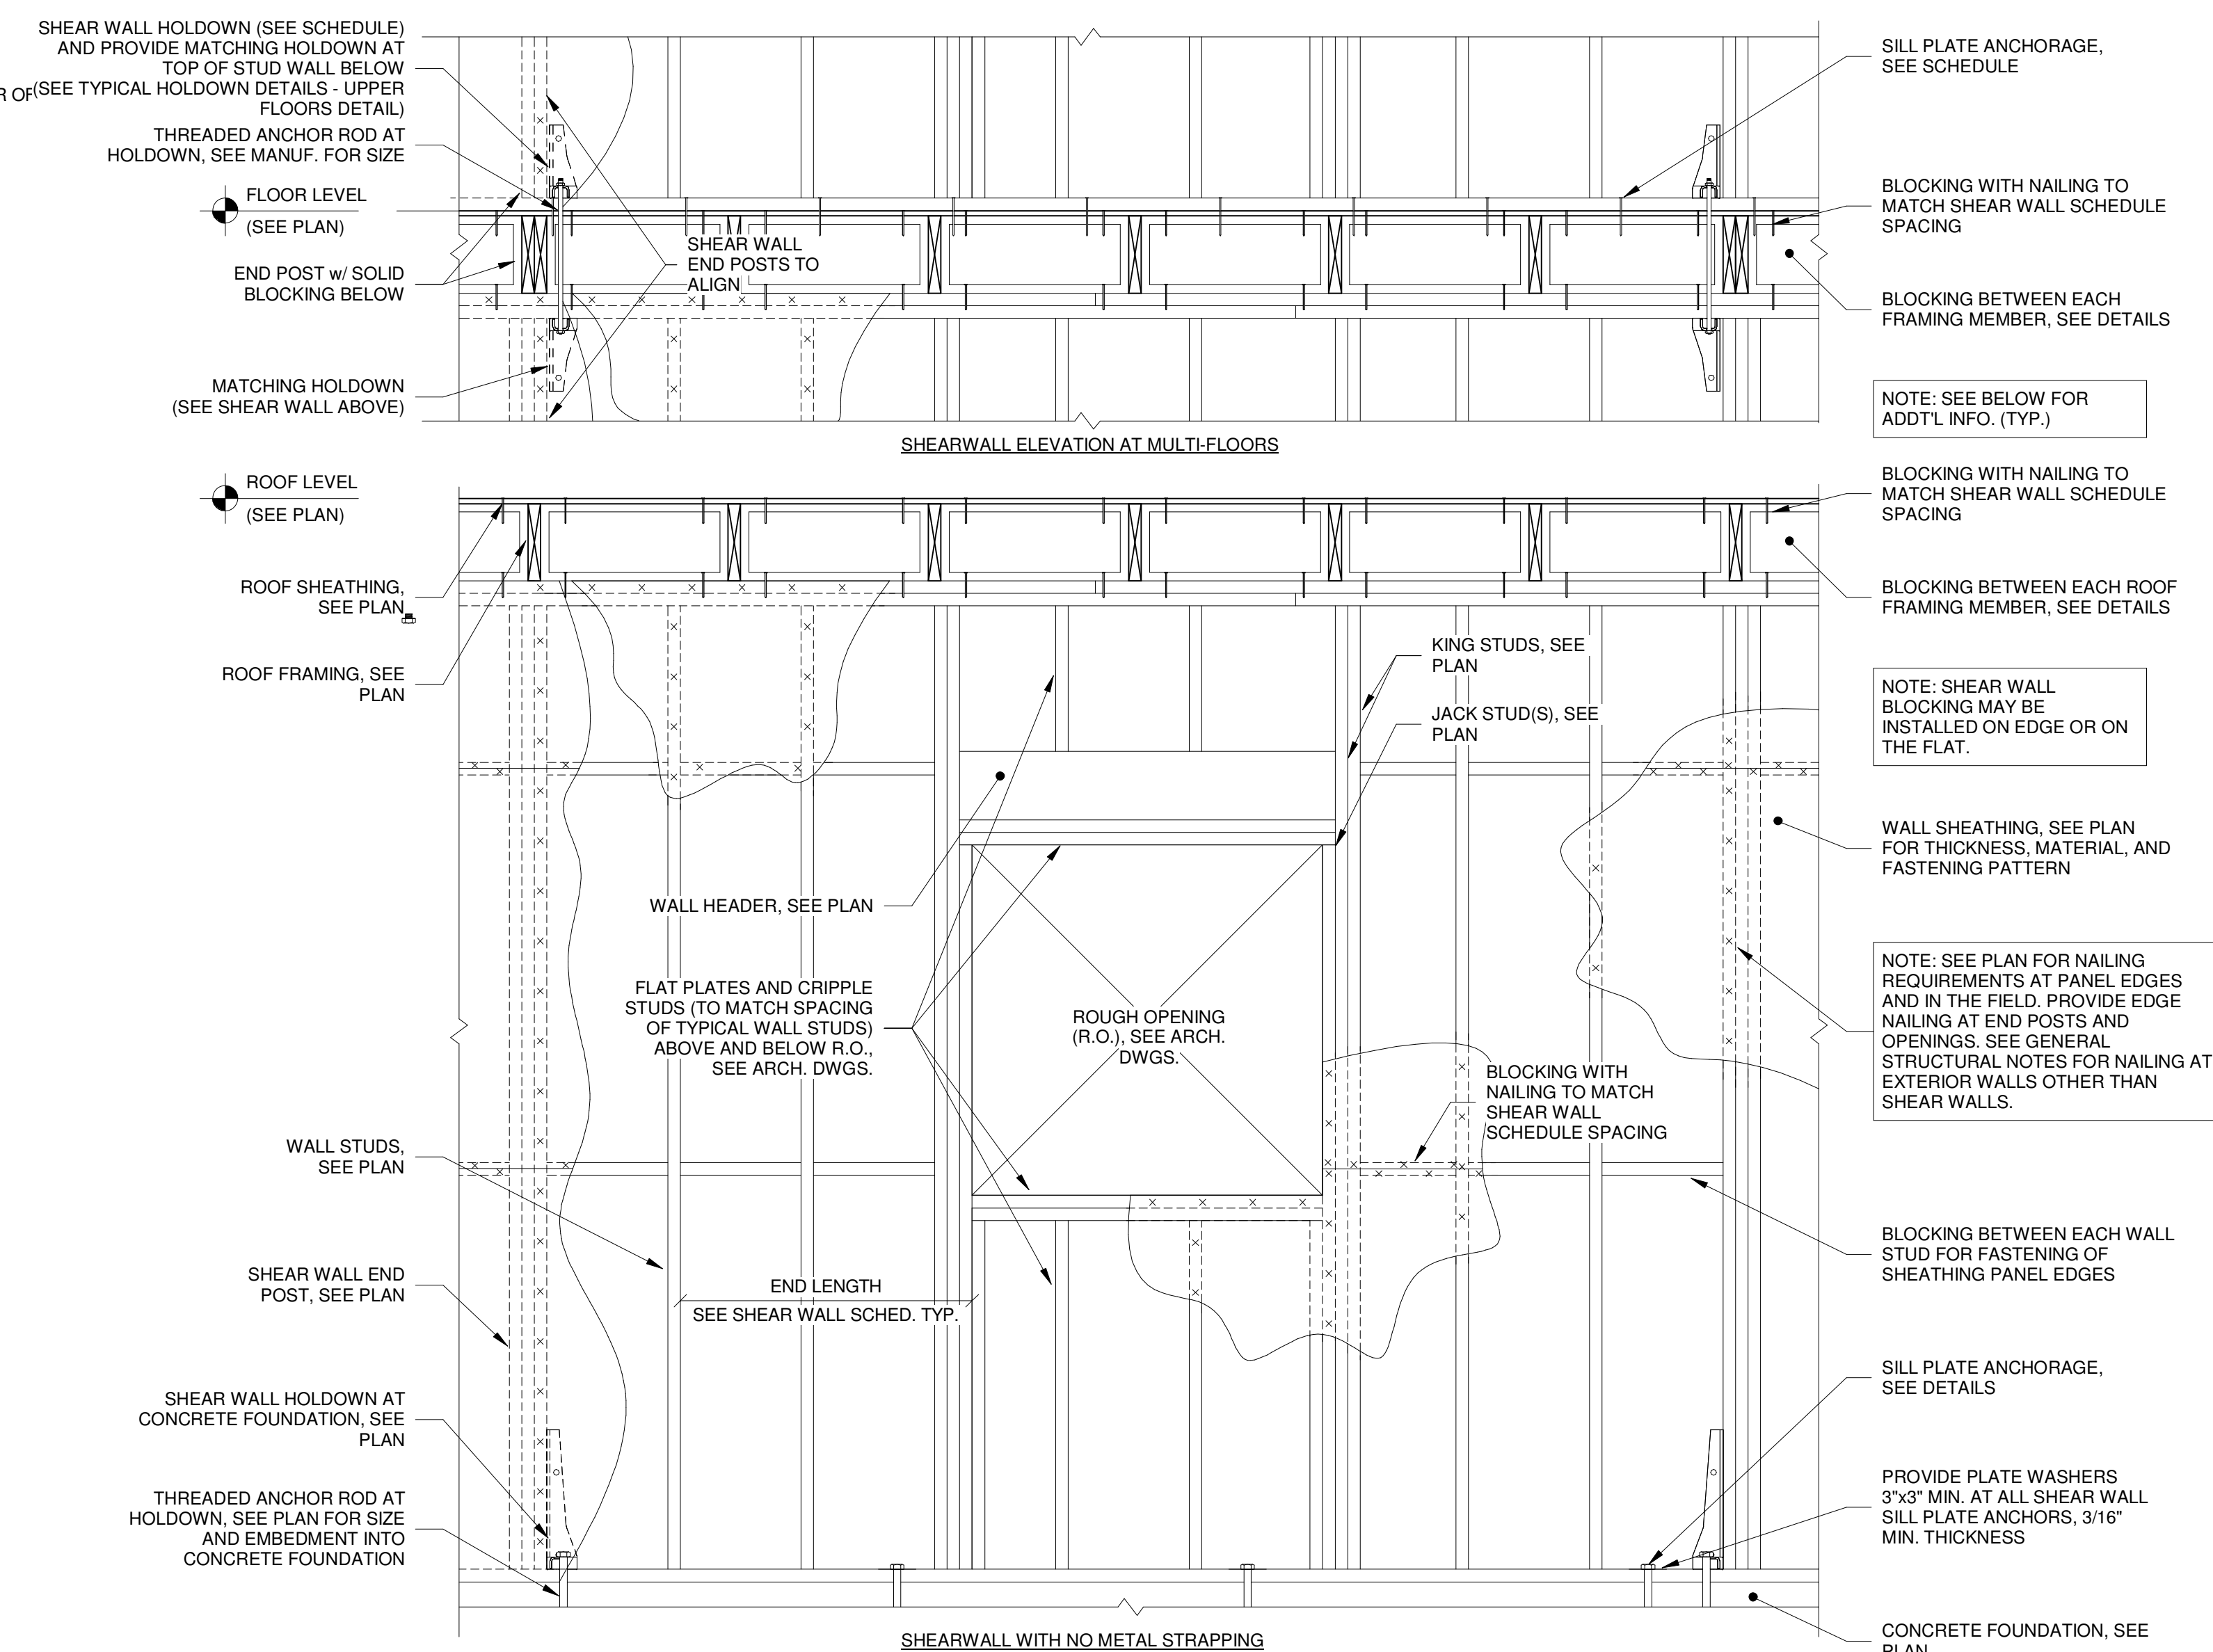 SHEAR WALL HOLDOWN (SEE SCHEDULE)
AND PROVIDE MATCHING HOLDOWN AT
TOP OF STUD WALL BELOW
(SEE TYPICAL HOLDOWN DETAILS - UPPER
FLOORS DETAIL)
THREADED ANCHOR ROD AT
HOLDOWN, SEE MANUF. FOR SIZE
FLOOR LEVEL
(SEE PLAN)
END POST w/ SOLID
BLOCKING BELOW
MATCHING HOLDOWN
(SEE SHEAR WALL ABOVE)
SHEAR WALL
END POSTS TO
ALIGN
SILL PLATE ANCHORAGE,
SEE SCHEDULE
BLOCKING WITH NAILING TO
MATCH SHEAR WALL SCHEDULE
SPACING
BLOCKING BETWEEN EACH
FRAMING MEMBER, SEE DETAILS
NOTE: SEE BELOW FOR
ADDT'L INFO. (TYP.)
SHEARWALL ELEVATION AT MULTI-FLOORS
ROOF LEVEL
(SEE PLAN)
ROOF SHEATHING,
SEE PLAN
ROOF FRAMING, SEE
PLAN
WALL HEADER, SEE PLAN
FLAT PLATES AND CRIPPLE
STUDS (TO MATCH SPACING
OF TYPICAL WALL STUDS)
ABOVE AND BELOW R.O.,
SEE ARCH. DWGS.
WALL STUDS,
SEE PLAN
SHEAR WALL END
POST, SEE PLAN
END LENGTH
SEE SHEAR WALL SCHED. TYP.
SHEAR WALL HOLDOWN AT
CONCRETE FOUNDATION, SEE
PLAN
THREADED ANCHOR ROD AT
HOLDOWN, SEE PLAN FOR SIZE
AND EMBEDMENT INTO
CONCRETE FOUNDATION
KING STUDS, SEE
PLAN
JACK STUD(S), SEE
PLAN
ROUGH OPENING
(R.O.), SEE ARCH.
DWGS.
BLOCKING WITH
NAILING TO MATCH
SHEAR WALL
SCHEDULE SPACING
BLOCKING WITH NAILING TO
MATCH SHEAR WALL SCHEDULE
SPACING
BLOCKING BETWEEN EACH ROOF
FRAMING MEMBER, SEE DETAILS
NOTE: SHEAR WALL
BLOCKING MAY BE
INSTALLED ON EDGE OR ON
THE FLAT.
WALL SHEATHING, SEE PLAN
FOR THICKNESS, MATERIAL, AND
FASTENING PATTERN
NOTE: SEE PLAN FOR NAILING
REQUIREMENTS AT PANEL EDGES
AND IN THE FIELD. PROVIDE EDGE
NAILING AT END POSTS AND
OPENINGS. SEE GENERAL
STRUCTURAL NOTES FOR NAILING AT
EXTERIOR WALLS OTHER THAN
SHEAR WALLS.
BLOCKING BETWEEN EACH WALL
STUD FOR FASTENING OF
SHEATHING PANEL EDGES
SILL PLATE ANCHORAGE,
SEE DETAILS
PROVIDE PLATE WASHERS
3"x3" MIN. AT ALL SHEAR WALL
SILL PLATE ANCHORS, 3/16"
MIN. THICKNESS
CONCRETE FOUNDATION, SEE
PLAN
SHEARWALL WITH NO METAL STRAPPING